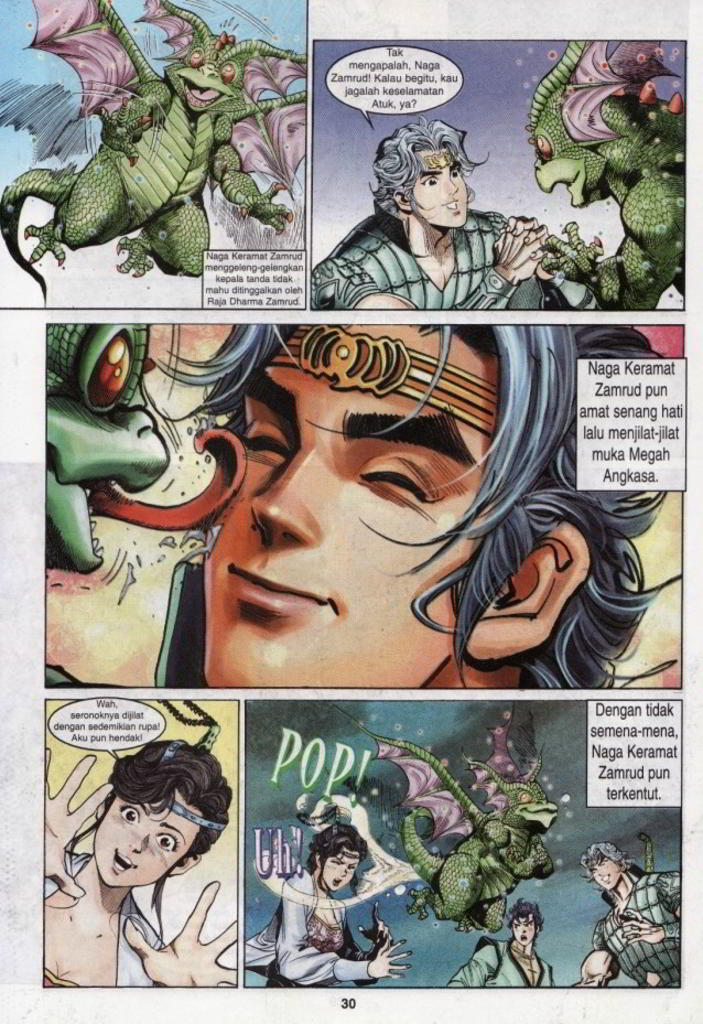 Naga Keramat Zamrud
menggeleng-gelengkan
kepala tanda tidak
mahu ditinggalkan oleh
Raja Dharma Zamrud.
Tak
mengapalah, Naga
Zamrud! Kalau begitu, kau
jagalah keselamatan
Atuk, ya?
Naga Keramat
Zamrud pun
amat senang hati
lalu menjilat-jilat
muka Megah
Angkasa.
Wah,
seronoknya dijilat
dengan sedemikian rupa!
Aku pun hendak!
Dengan tidak
semena-mena,
Naga Keramat
Zamrud pun
terkentut.
POP!
Uh!
30